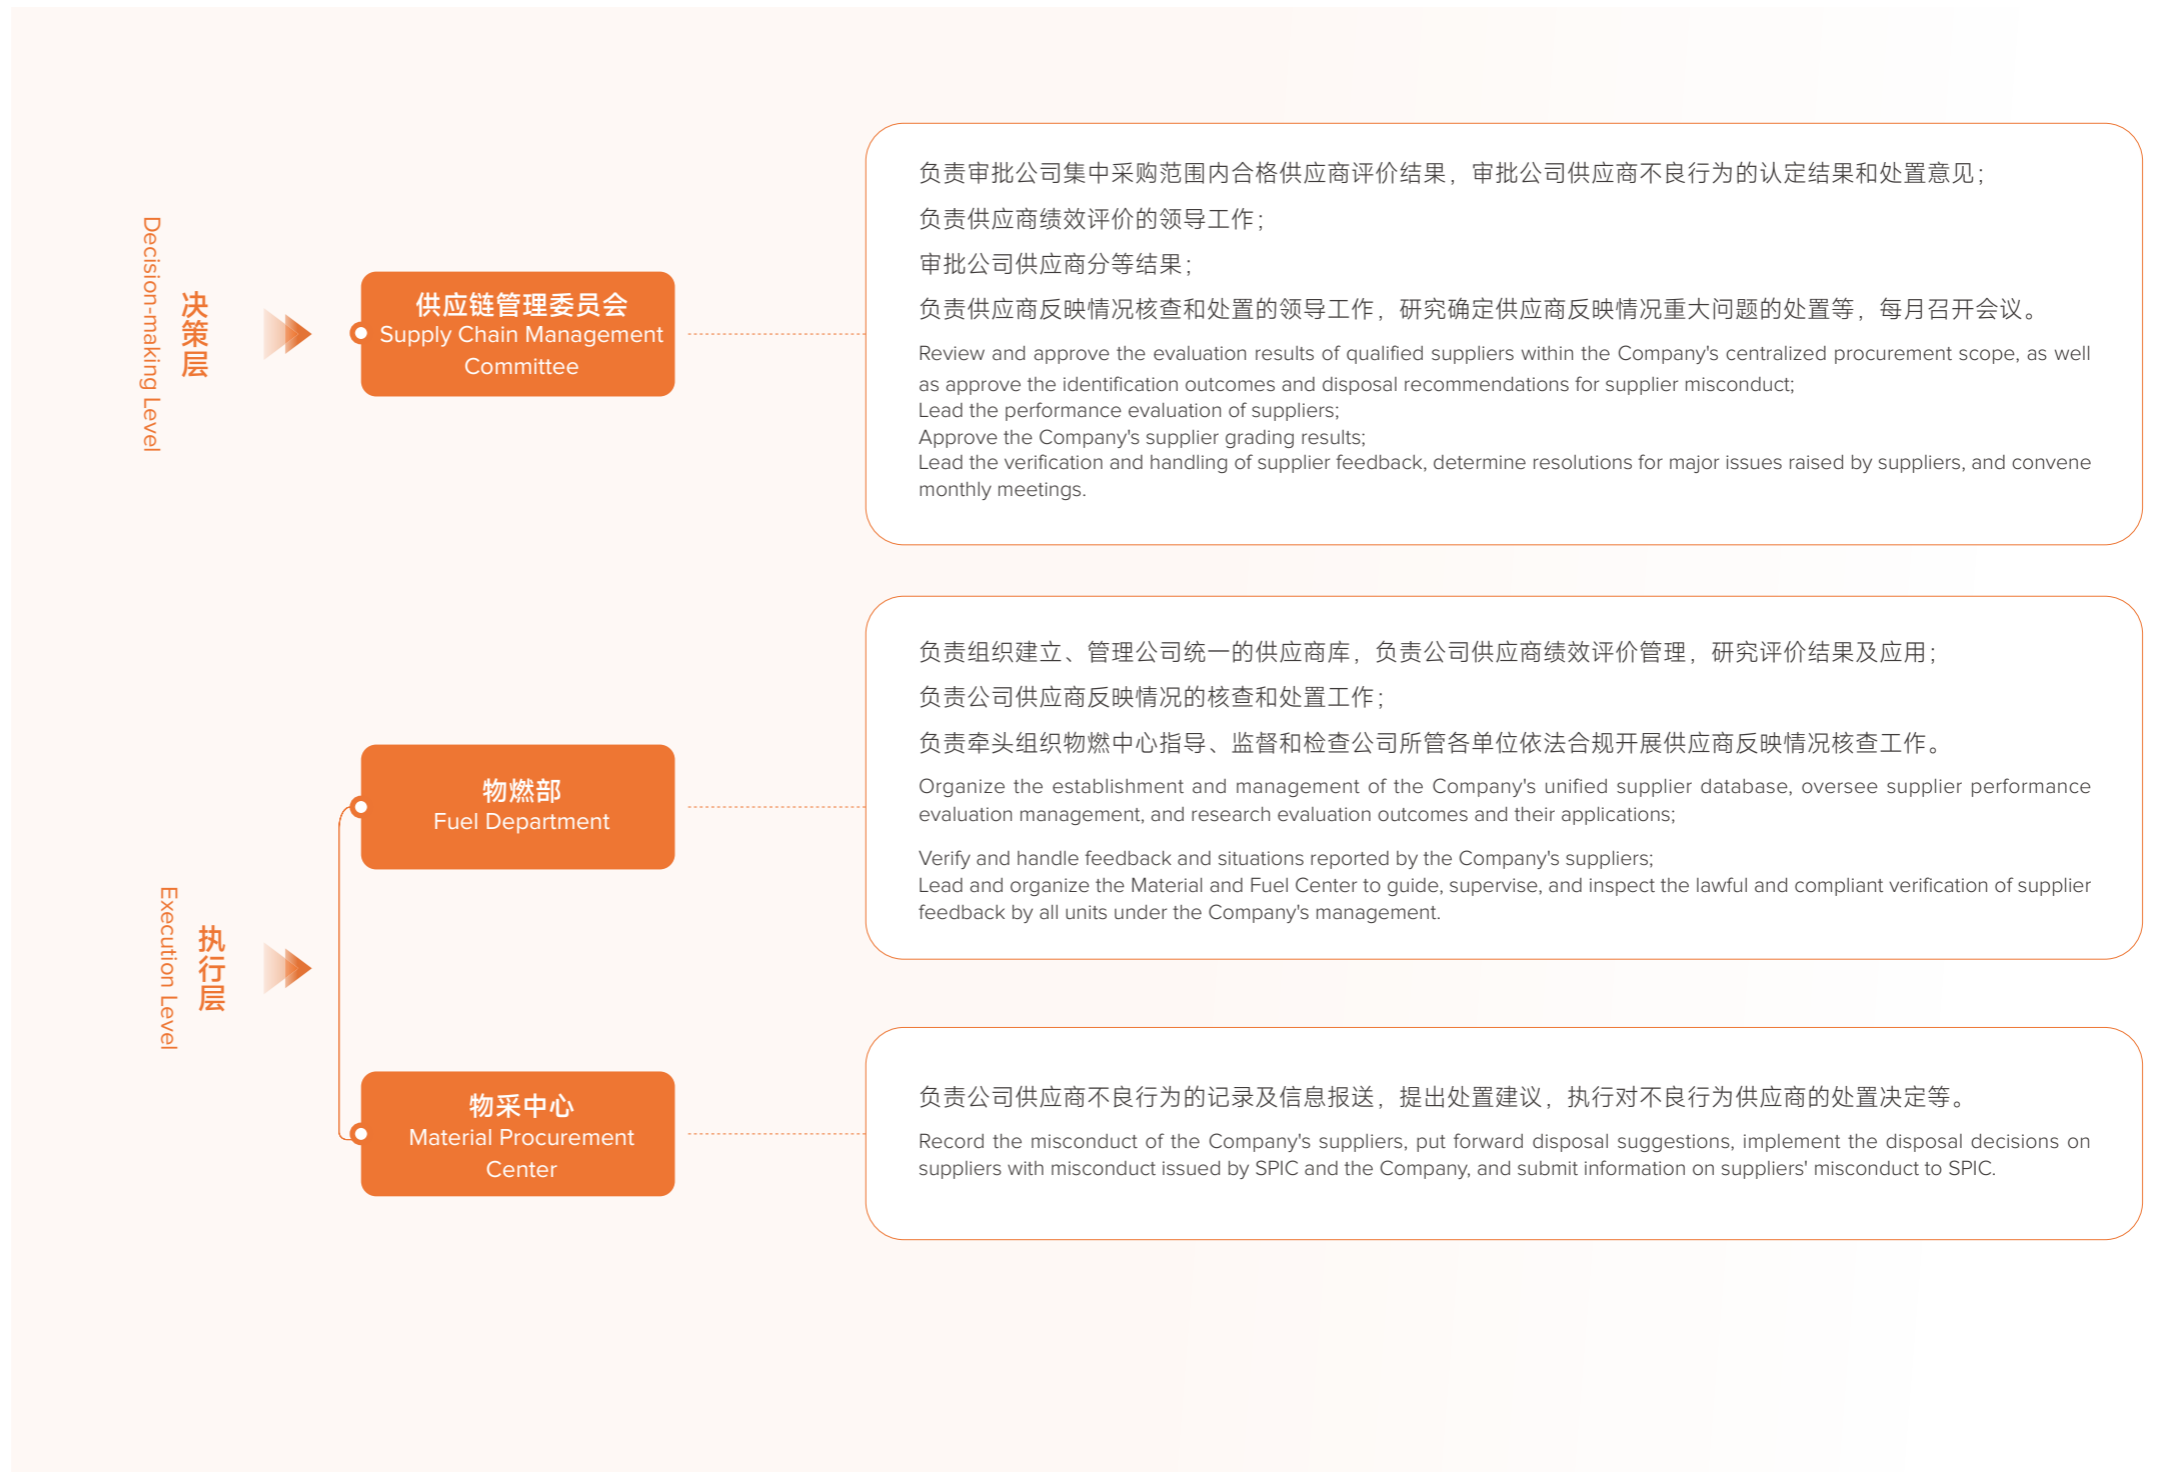 决策层
Decision-making Level
供应链管理委员会
Supply Chain Management
Committee
负责审批公司集中采购范围内合格供应商评价结果，审批公司供应商不良行为的认定结果和处置意见；
负责供应商绩效评价的领导工作；
审批公司供应商分等结果；
负责供应商反映情况核查和处置的领导工作，研究确定供应商反映情况重大问题的处置等，每月召开会议。
Review and approve the evaluation results of qualified suppliers within the Company's centralized procurement scope, as well
as approve the identification outcomes and disposal recommendations for supplier misconduct;
Lead the performance evaluation of suppliers;
Approve the Company's supplier grading results;
Lead the verification and handling of supplier feedback, determine resolutions for major issues raised by suppliers, and convene
monthly meetings.
执行层
Execution Level
物燃部
Fuel Department
负责组织建立、管理公司统一的供应商库，负责公司供应商绩效评价管理，研究评价结果及应用；
负责公司供应商反映情况的核查和处置工作；
负责牵头组织物燃中心指导、监督和检查公司所管各单位依法合规开展供应商反映情况核查工作。
Organize the establishment and management of the Company's unified supplier database, oversee supplier performance
evaluation management, and research evaluation outcomes and their applications;
Verify and handle feedback and situations reported by the Company's suppliers;
Lead and organize the Material and Fuel Center to guide, supervise, and inspect the lawful and compliant verification of supplier
feedback by all units under the Company's management.
物采中心
Material Procurement
Center
负责公司供应商不良行为的记录及信息报送，提出处置建议，执行对不良行为供应商的处置决定等。
Record the misconduct of the Company's suppliers, put forward disposal suggestions, implement the disposal decisions on
suppliers with misconduct issued by SPIC and the Company, and submit information on suppliers' misconduct to SPIC.